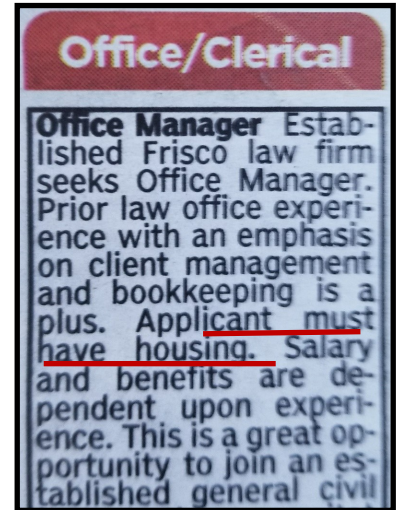 Office/Clerical
Office Manager Estab-
lished Frisco law firm
seeks Office Manager.
Prior law office experi-
ence with an emphasis
on client management
and bookkeeping is a
plus. Applicant must
have housing. Salary
and benefits are de-
pendent upon experi-
ence. This is a great op-
portunity to join an es-
tablished general civil